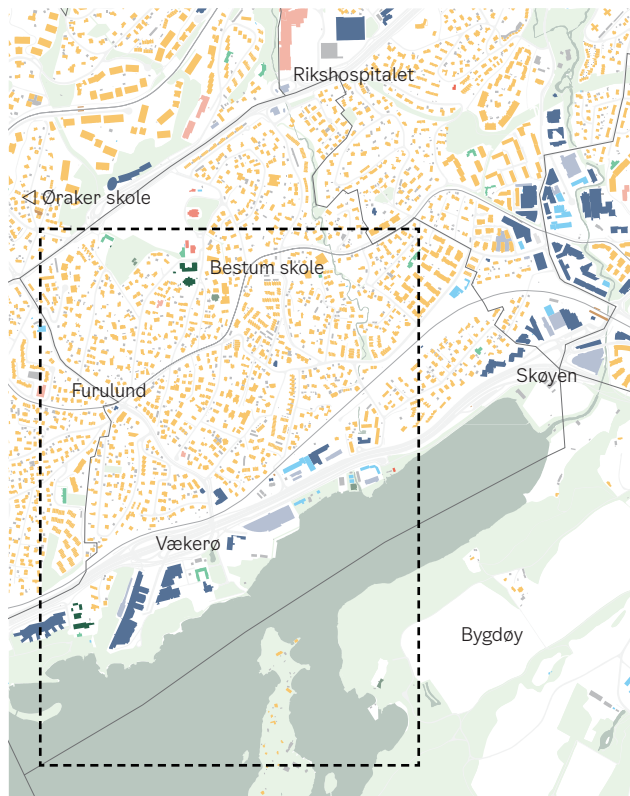 Rikshospitalet
◁ Øraker skole
Bestum skole
Skøyen
Furulund
Vækerø
Bygdøy